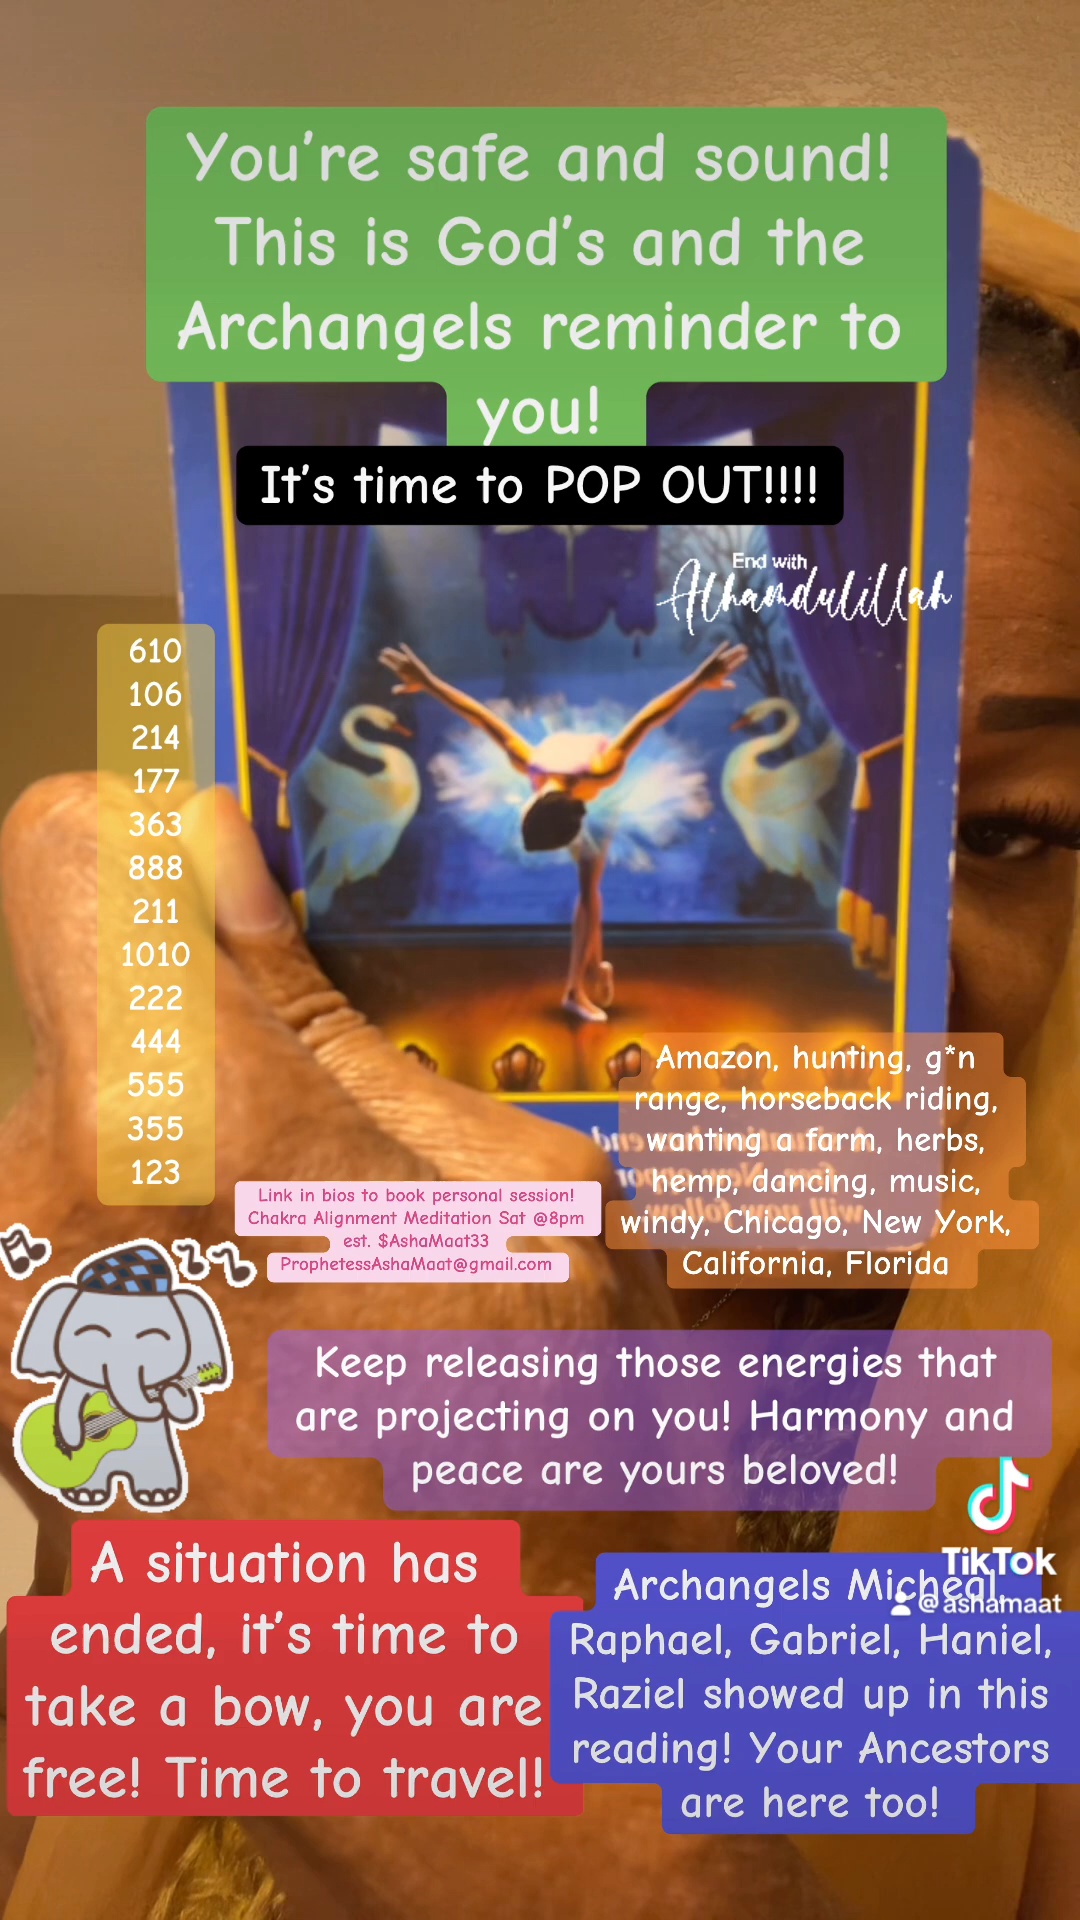 You're safe and sound!
This is God's and the
Archangels reminder to
you!
It's time to POP OUT!!!!
End with
Alhamdulillah
610
106
214
177
363
888
211
1010
222
444
555
355
123
Amazon, hunting, g*n
range, horseback riding,
wanting a farm, herbs,
hemp, dancing, music,
windy, Chicago, New York,
California, Florida
Link in bios to book personal session!
Chakra Alignment Meditation Sat @8pm
est. $AshaMaat33
ProphetessAshaMaat@gmail.com
Keep releasing those energies that
are projecting on you! Harmony and
peace are yours beloved!
A situation has
ended, it's time to
take a bow, you are
free! Time to travel!
TikTok
@ashamaat
Archangels Micheal,
Raphael, Gabriel, Haniel,
Raziel showed up in this
reading! Your Ancestors
are here too!